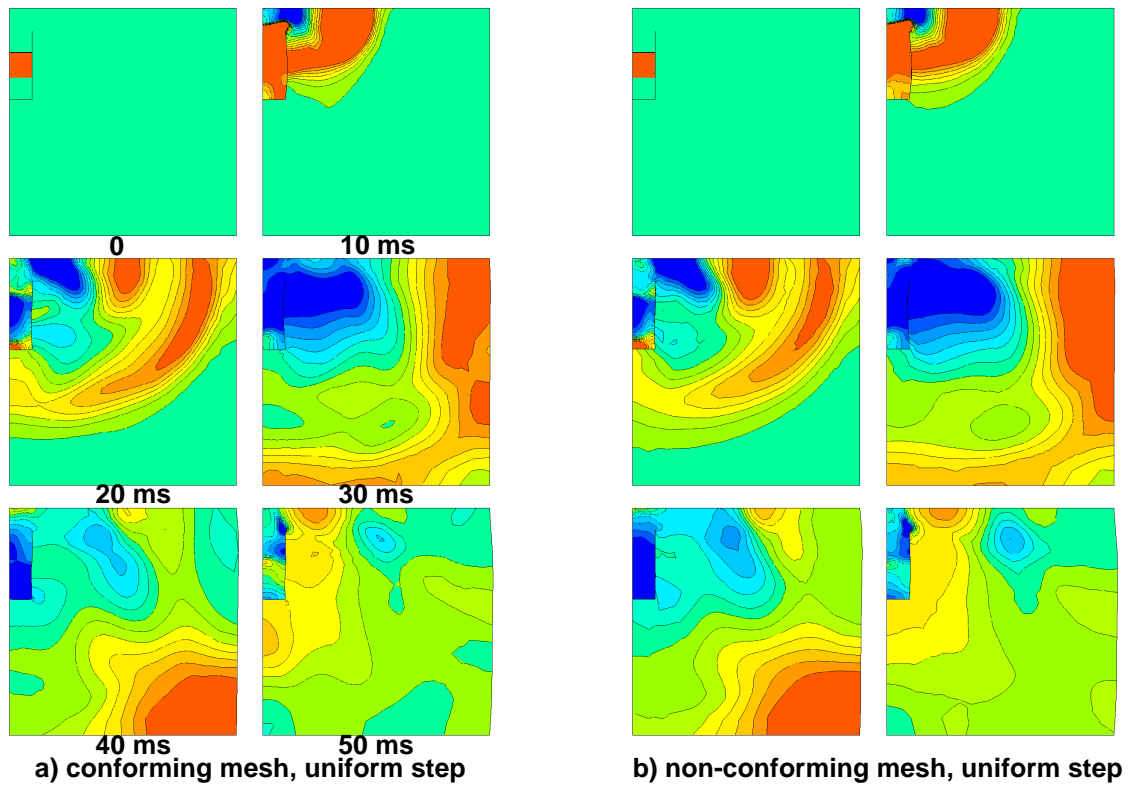 0
10 ms
20 ms
30 ms
40 ms
50 ms
a) conforming mesh, uniform step
b) non-conforming mesh, uniform step